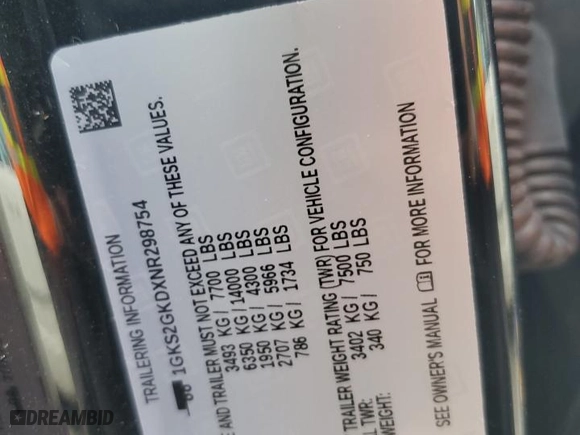 TRAILERING INFORMATION
1GKS2GKDXNR298754
E AND TRAILER MUST NOT EXCEED ANY OF THESE VALUES.
3493 KG / 7700 LBS
6350 KG / 14000 LBS
1950 KG / 4300 LBS
2707 KG / 5966 LBS
786 KG / 1734 LBS
TRAILER WEIGHT RATING (TWR) FOR VEHICLE CONFIGURATION.
L TWR: 3402 KG / 7500 LBS
WEIGHT: 340 KG / 750 LBS
SEE OWNER'S MANUAL FOR MORE INFORMATION
DREAMBID